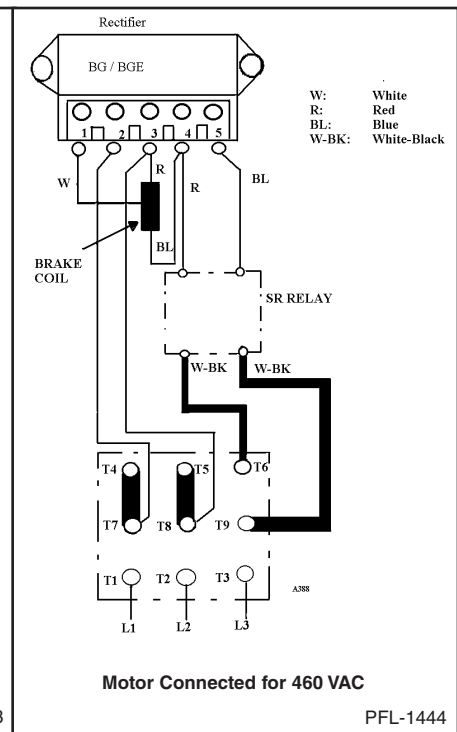 Rectifier
BG / BGE
W: White
R: Red
BL: Blue
W-BK: White-Black
1 2 3 4 5
W
R
R
BL
BL
BRAKE
COIL
SR RELAY
W-BK W-BK
T4 T5 T6
T7 T8 T9
T1 T2 T3
A388
L1 L2 L3
Motor Connected for 460 VAC
3
PFL-1444